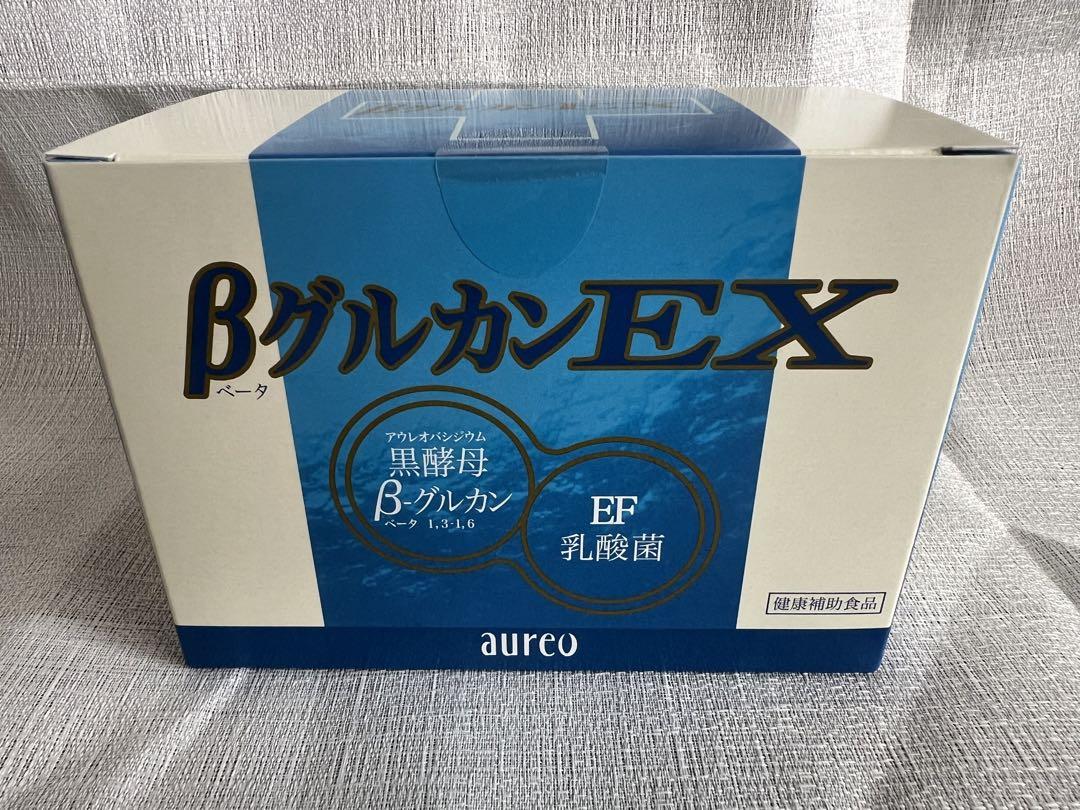 βグルカンEX
ベータ
アウレオバシジウム
黒酵母
β-グルカン
ベータ 1,3-1,6
EF
乳酸菌
健康補助食品
aureo